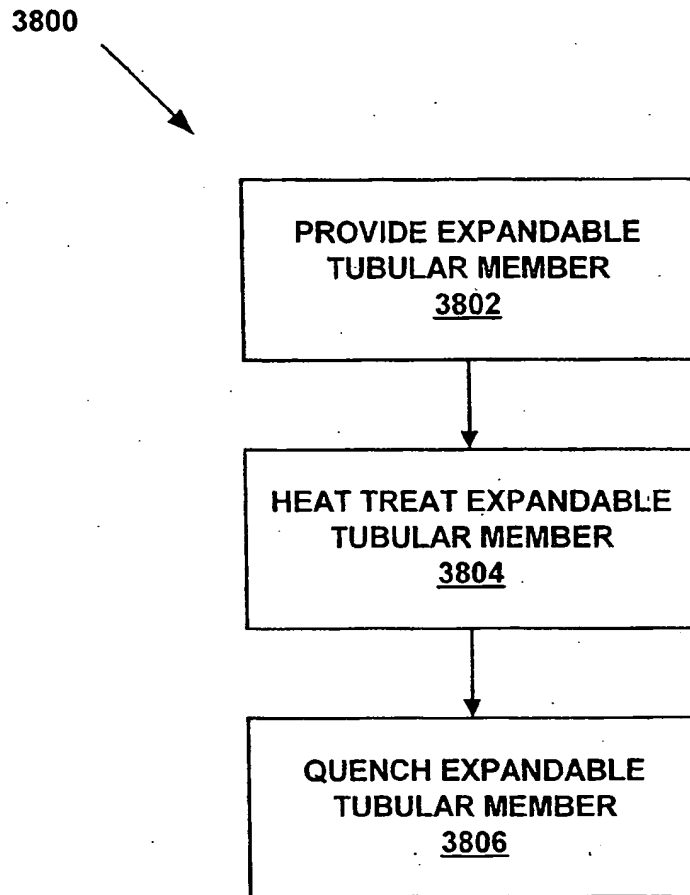 3800
PROVIDE EXPANDABLE
TUBULAR MEMBER
3802
HEAT TREAT EXPANDABLE
TUBULAR MEMBER
3804
QUENCH EXPANDABLE
TUBULAR MEMBER
3806